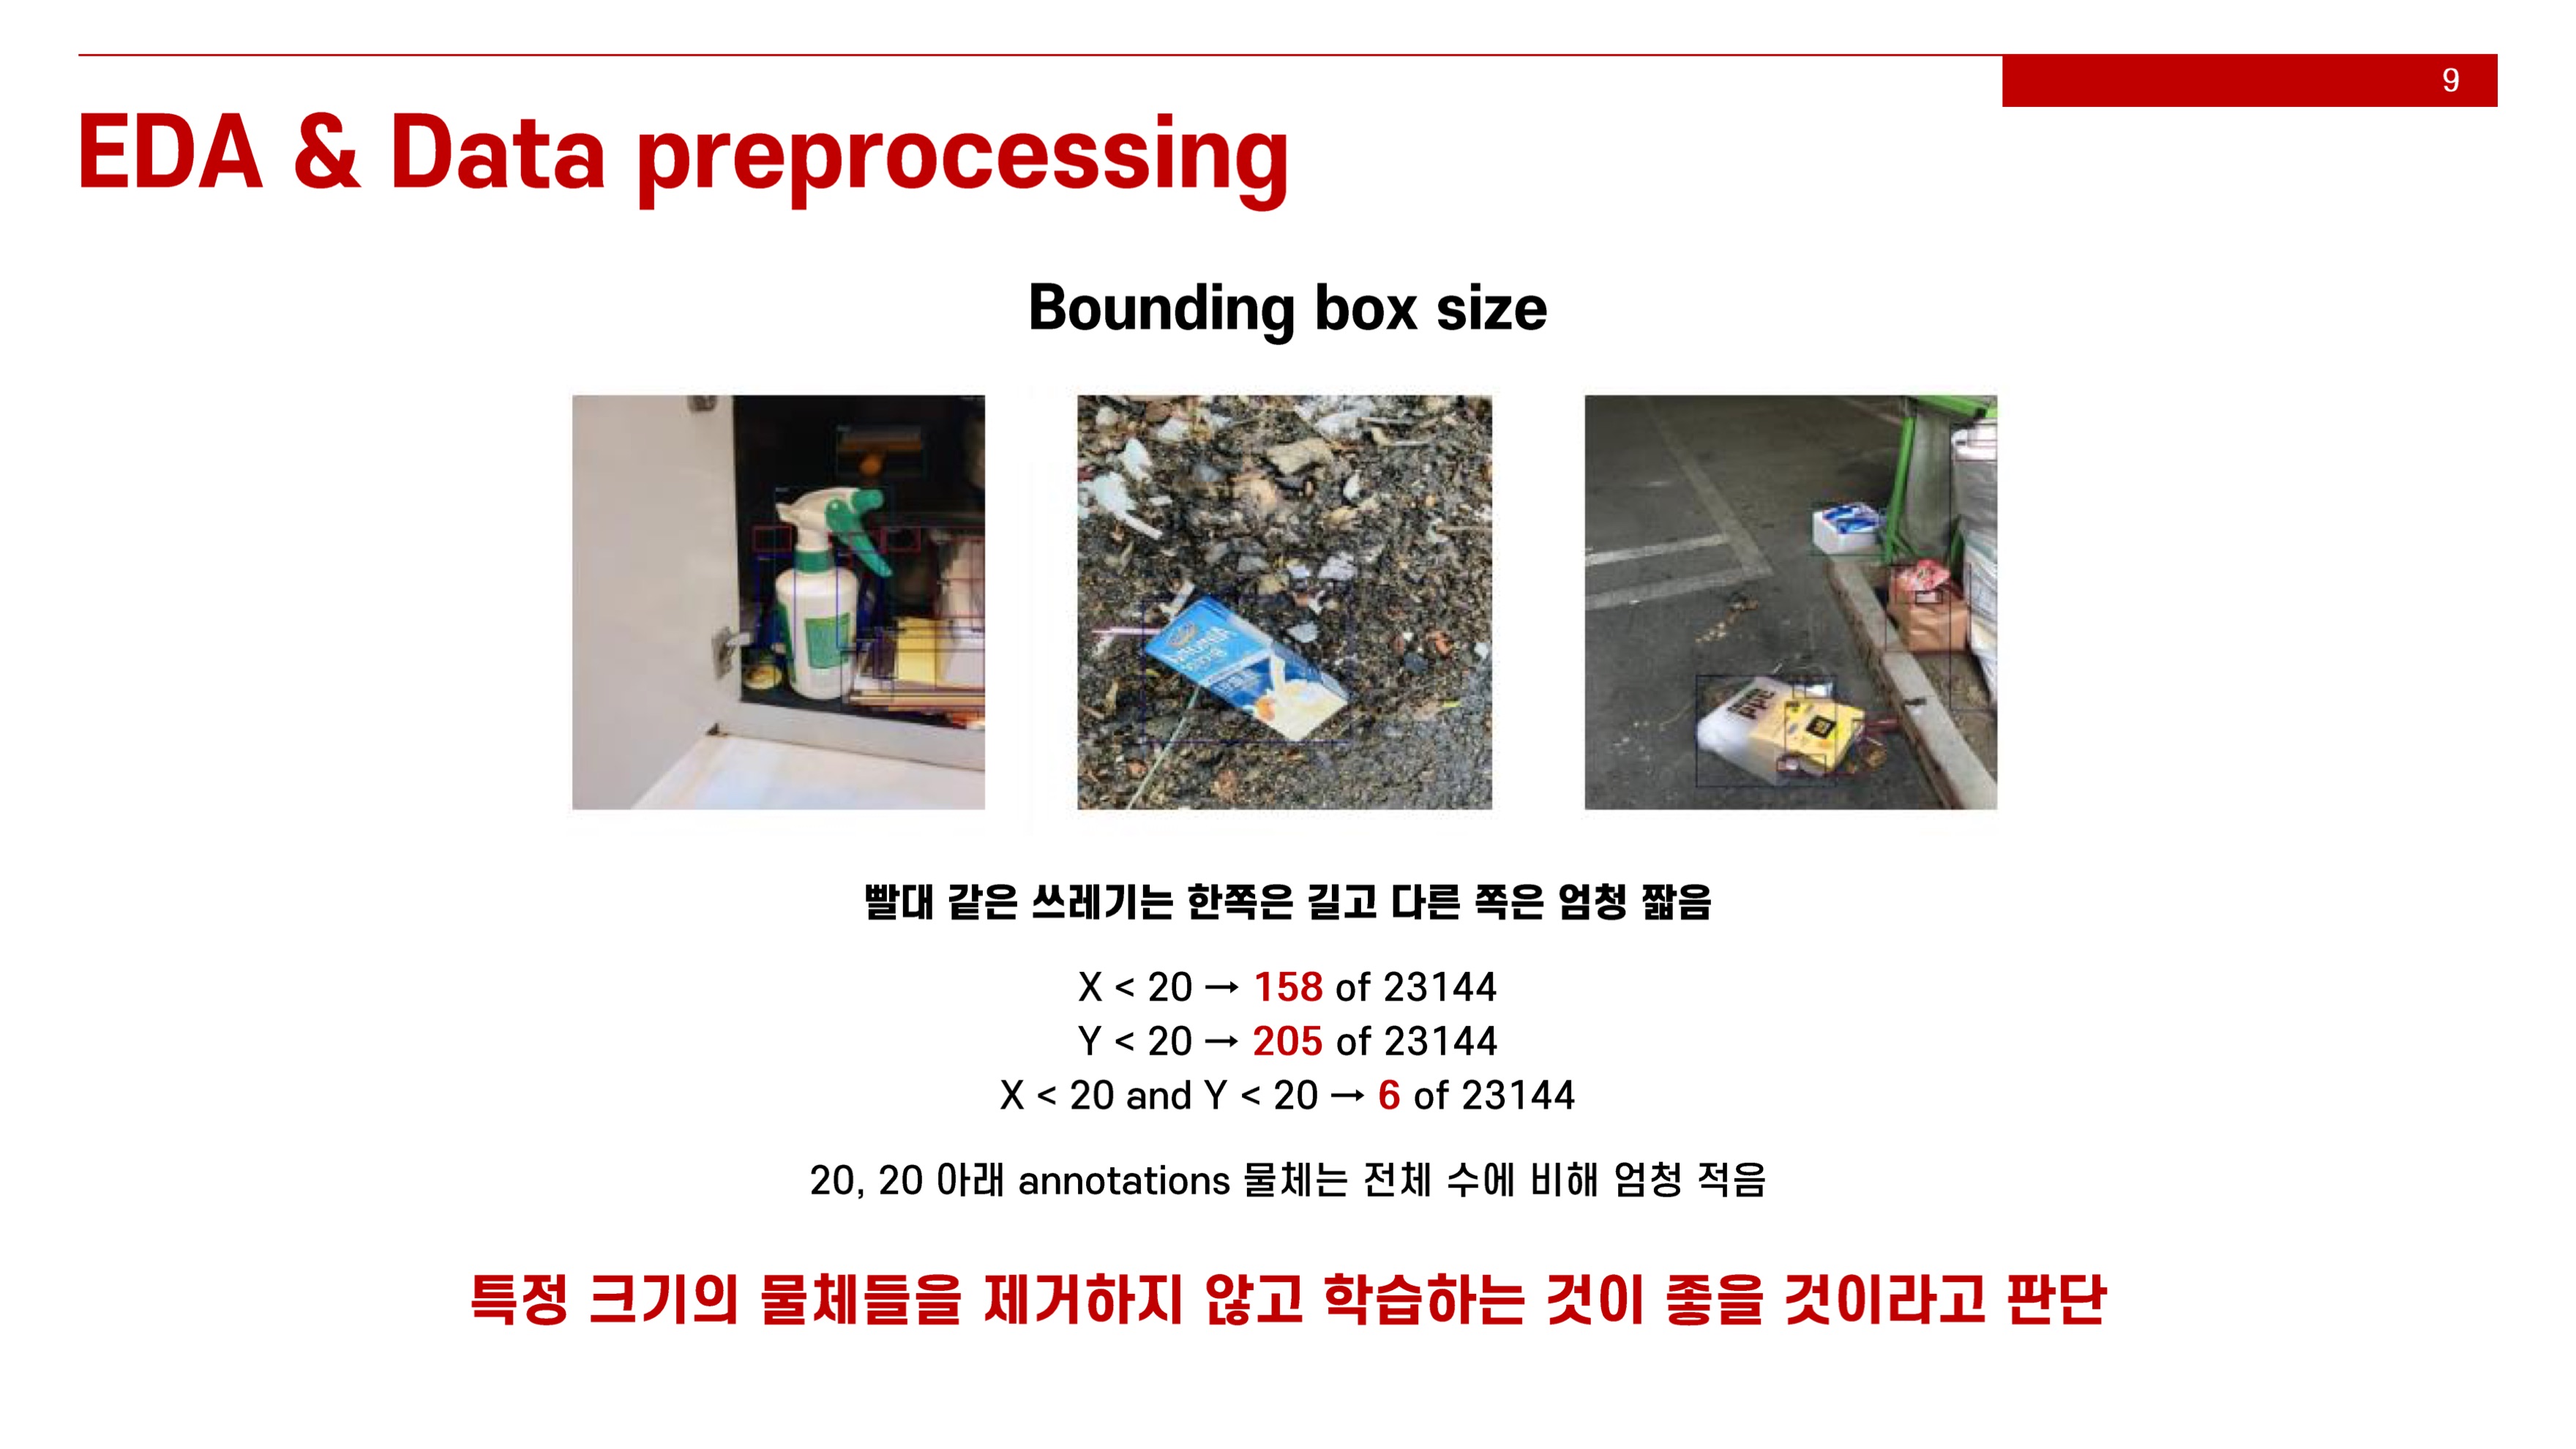 9
EDA & Data preprocessing
Bounding box size
빨대 같은 쓰레기는 한쪽은 길고 다른 쪽은 엄청 짧음
X < 20 → 158 of 23144
Y < 20 → 205 of 23144
X < 20 and Y < 20 → 6 of 23144
20, 20 아래 annotations 물체는 전체 수에 비해 엄청 적음
특정 크기의 물체들을 제거하지 않고 학습하는 것이 좋을 것이라고 판단